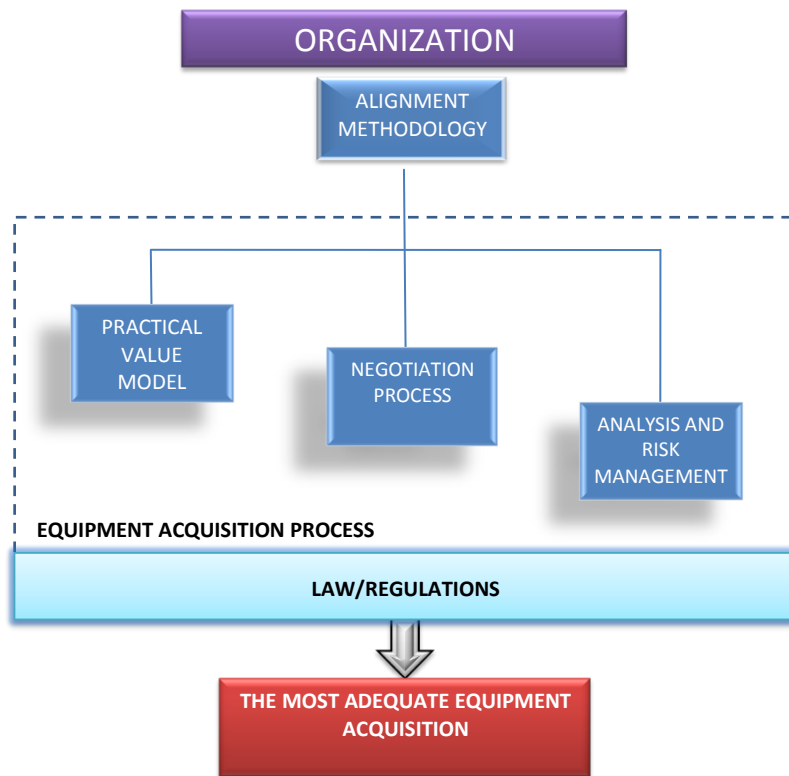 ORGANIZATION
ALIGNMENT
METHODOLOGY
PRACTICAL
VALUE
MODEL
NEGOTIATION
PROCESS
ANALYSIS AND
RISK
MANAGEMENT
EQUIPMENT ACQUISITION PROCESS
LAW/REGULATIONS
THE MOST ADEQUATE EQUIPMENT
ACQUISITION